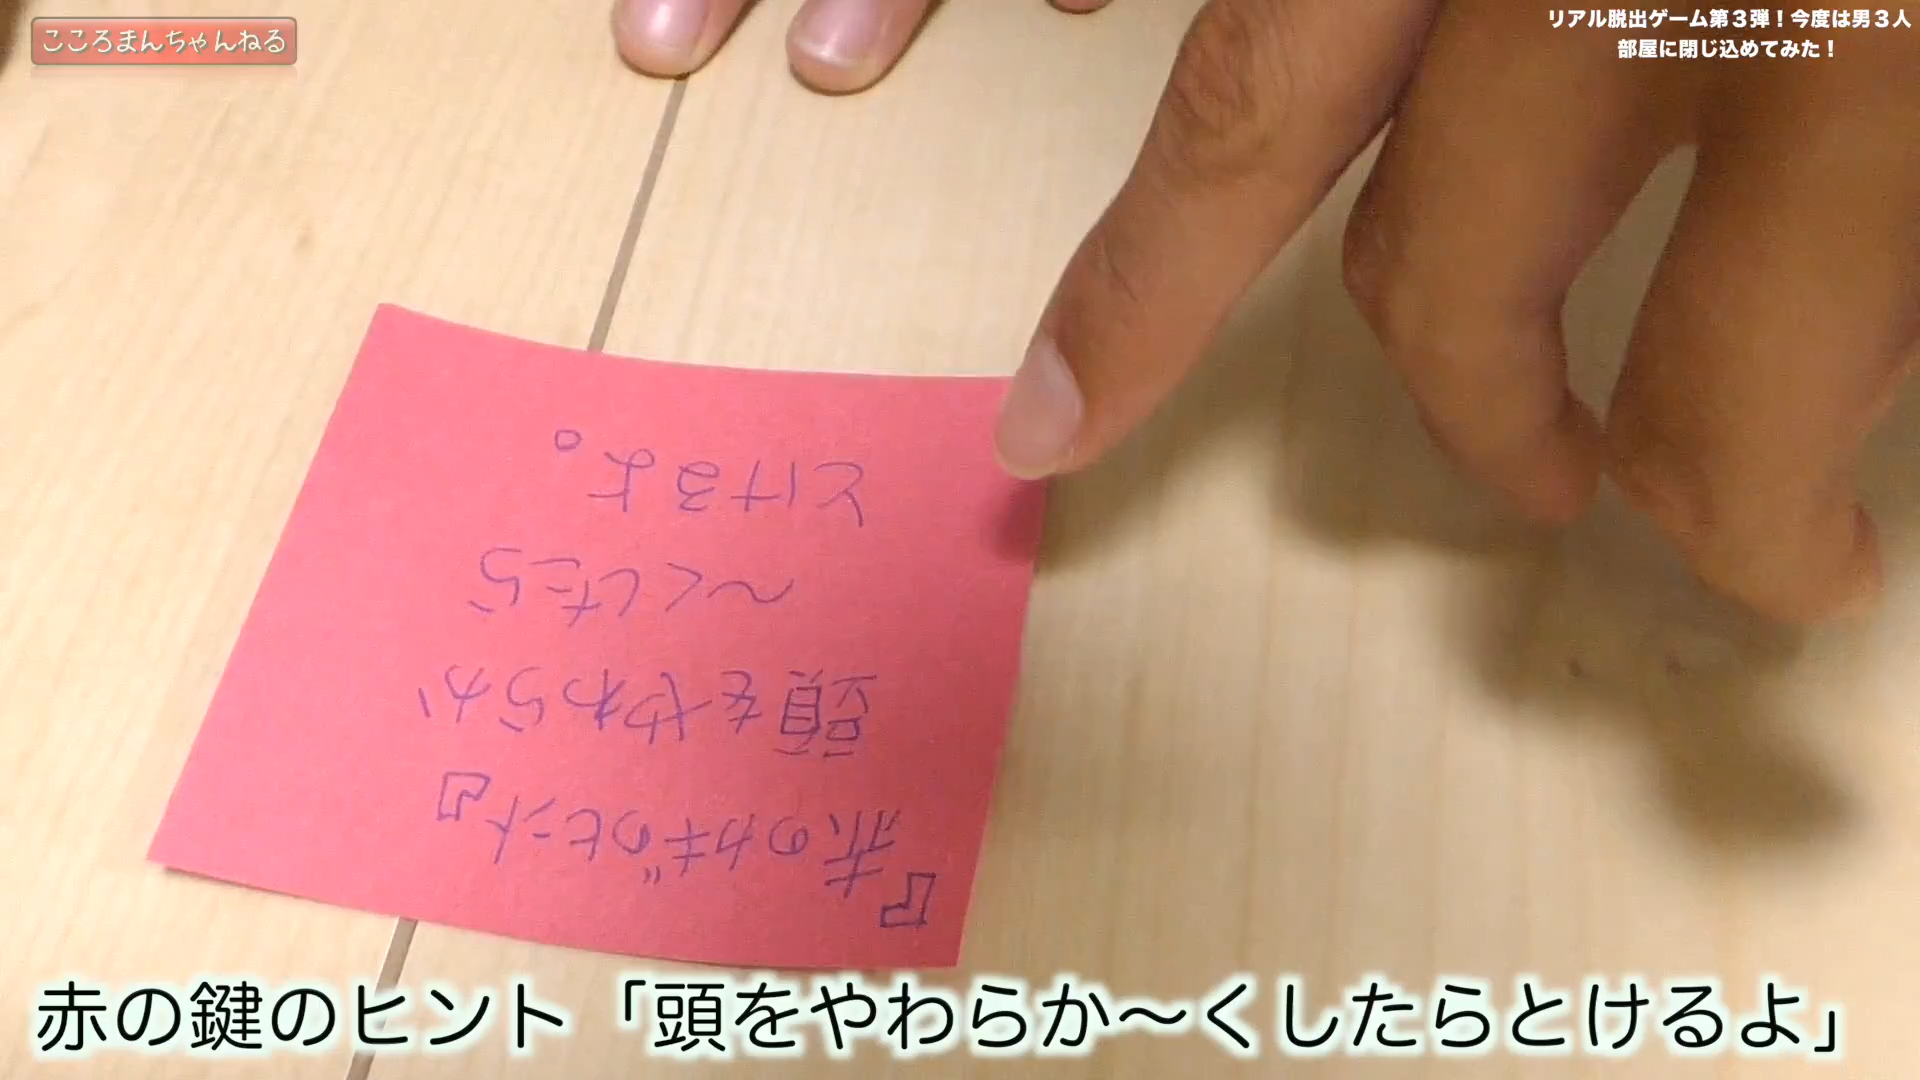 こころまんちゃんねる
リアル脱出ゲーム第3弾！今度は男3人
部屋に閉じ込めてみた！
『赤のカギのヒント』
頭をやわらか
～くしたら
とけるよ。
赤の鍵のヒント「頭をやわらか～くしたらとけるよ」